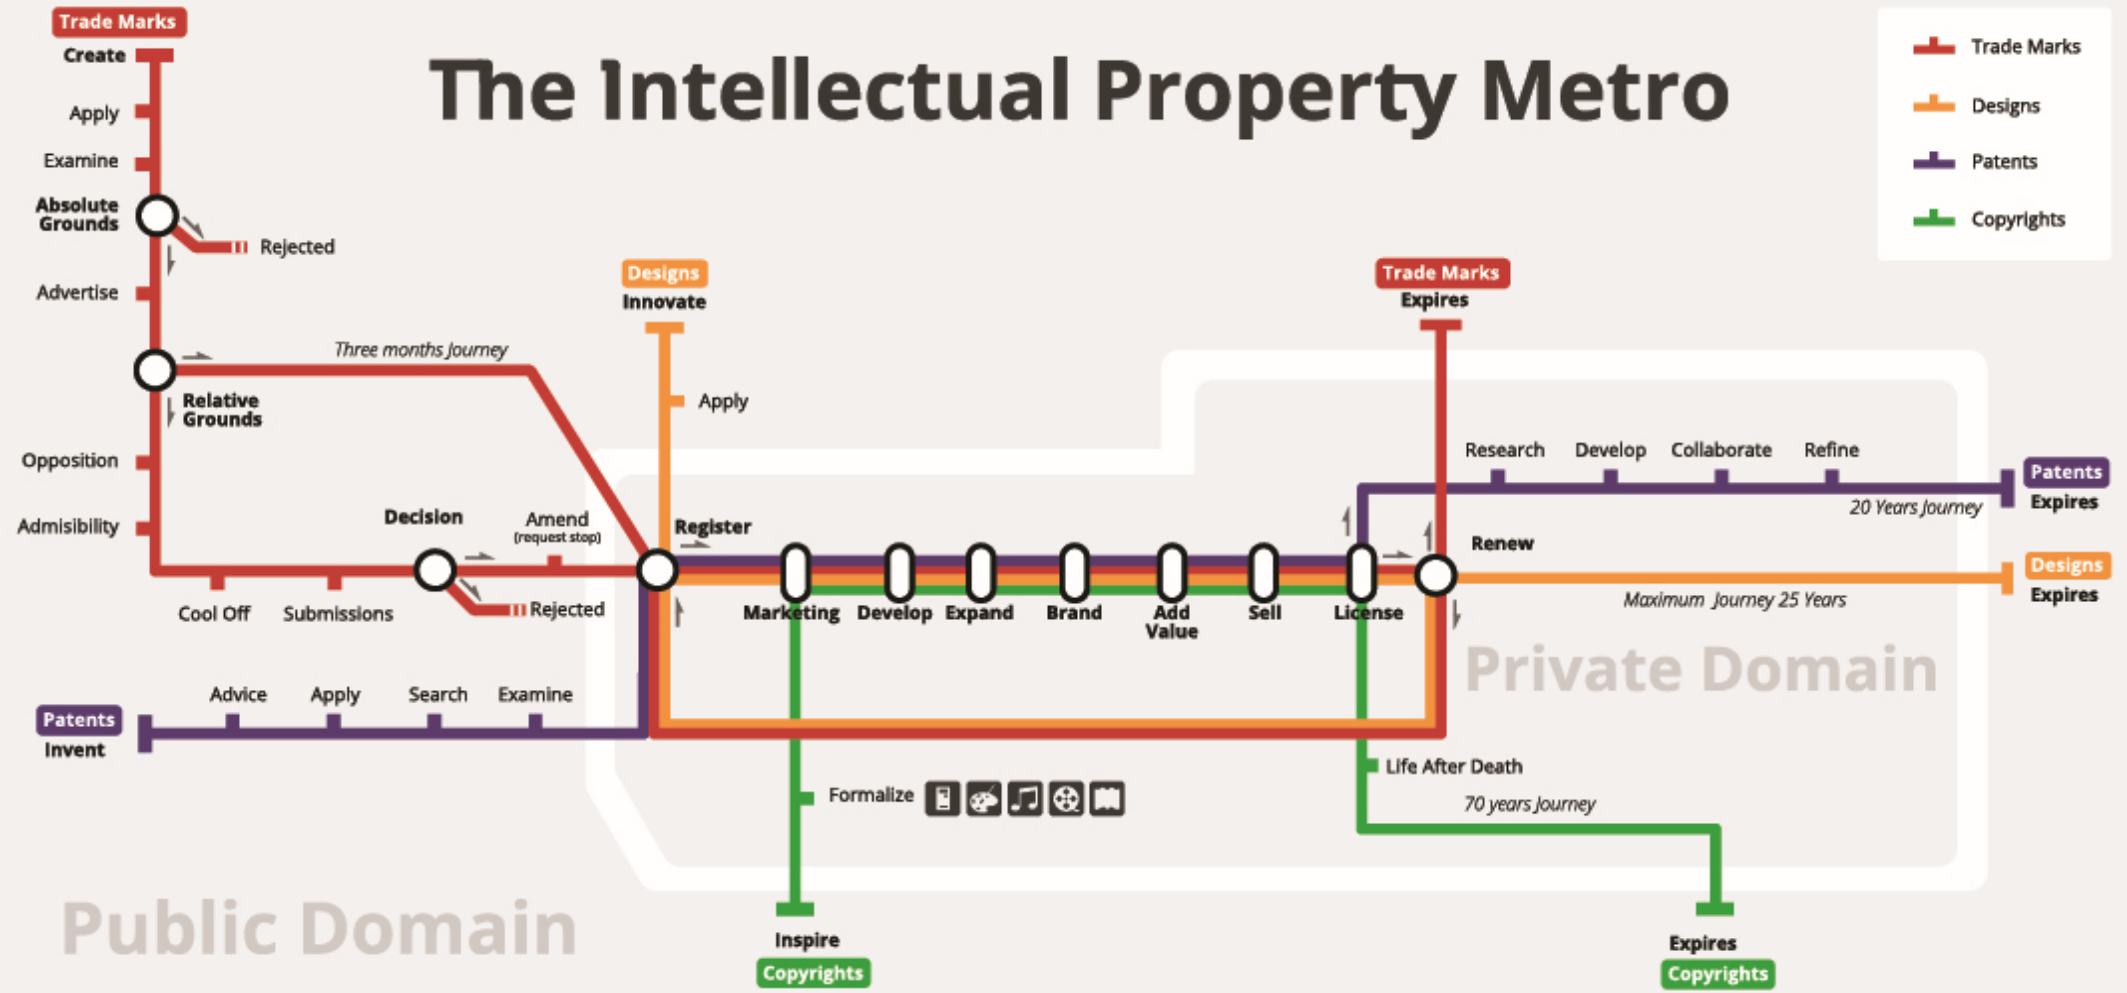 The Intellectual Property Metro
Trade Marks
Create
Apply
Examine
Absolute
Grounds
Rejected
Advertise
Three months Journey
Relative
Grounds
Opposition
Admisibility
Cool Off
Submissions
Decision
Rejected
Amend
(request stop)
Designs
Innovate
Apply
Register
Patents
Invent
Advice
Apply
Search
Examine
Marketing
Develop
Expand
Brand
Add
Value
Sell
License
Renew
Trade Marks
Expires
Research
Develop
Collaborate
Refine
Patents
Expires
20 Years Journey
Designs
Expires
Maximum Journey 25 Years
Private Domain
Life After Death
70 years Journey
Formalize
Inspire
Copyrights
Expires
Copyrights
Public Domain
Trade Marks
Designs
Patents
Copyrights